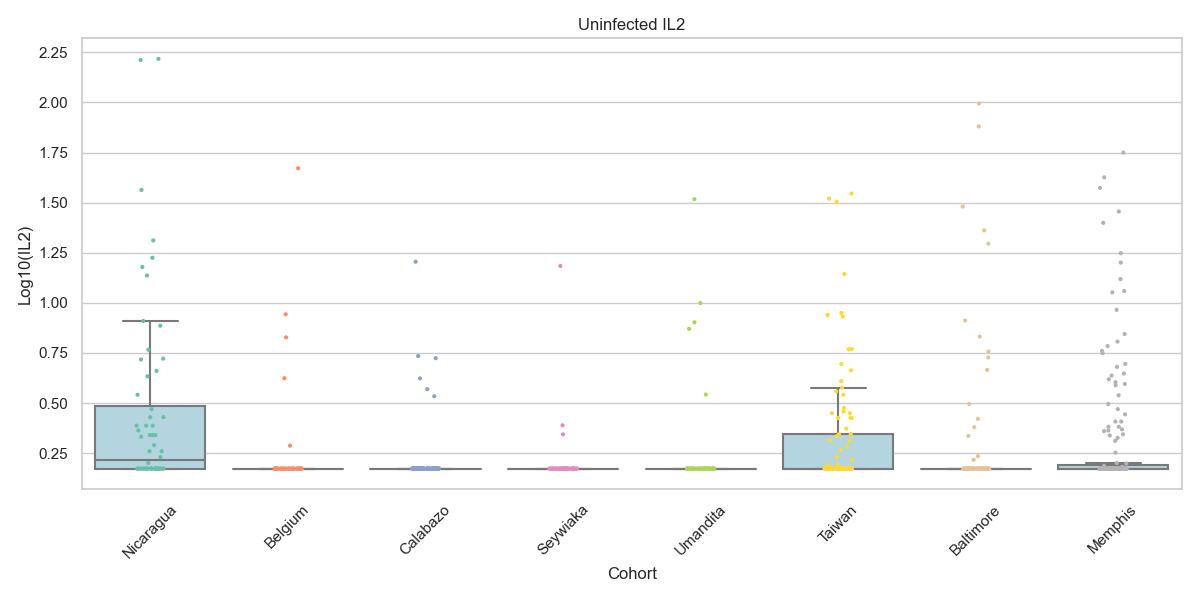 Uninfected IL2
Log10(IL2)
2.25
2.00
1.75
1.50
1.25
1.00
0.75
0.50
0.25
Nicaragua
Belgium
Calabazo
Seywiaka
Umandita
Taiwan
Baltimore
Memphis
Cohort